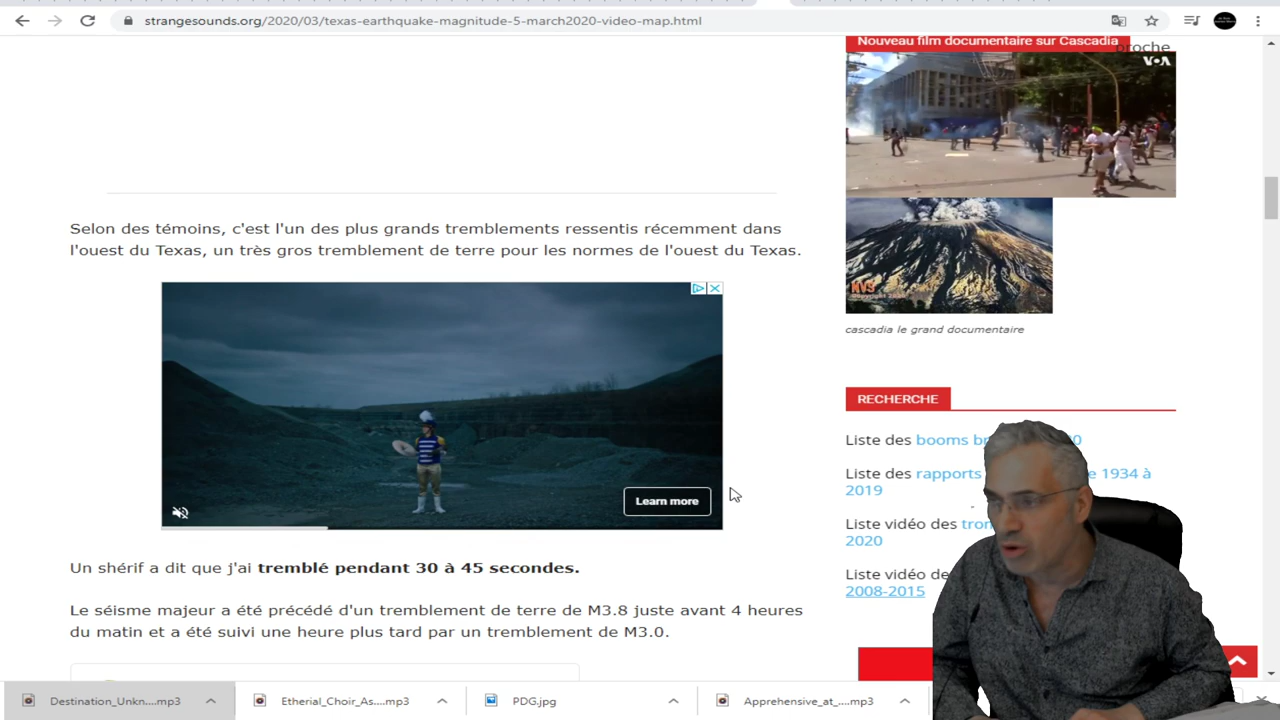 strangesounds.org/2020/03/texas-earthquake-magnitude-5-march2020-video-map.html
Nouveau film documentaire sur Cascadia
proche
VOA
Selon des témoins, c'est l'un des plus grands tremblements ressentis récemment dans
l'ouest du Texas, un très gros tremblement de terre pour les normes de l'ouest du Texas.
NV3
cascadia le grand documentaire
RECHERCHE
Liste des booms
Liste des rapports e 1934 à
2019
Learn more
Liste vidéo des
2020
Un shérif a dit que j'ai tremblé pendant 30 à 45 secondes.
Liste vidéo
2008-2015
Le séisme majeur a été précédé d'un tremblement de terre de M3.8 juste avant 4 heures
du matin et a été suivi une heure plus tard par un tremblement de M3.0.
Destination_Unkn....mp3
Etherial_Choir_As....mp3
PDG.jpg
Apprehensive_at_....mp3